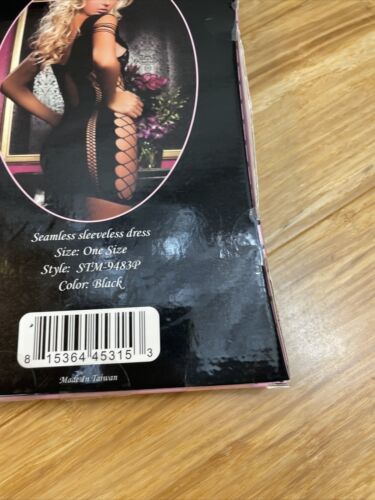 Seamless sleeveless dress
Size: One Size
Style: STM-9483P
Color: Black
8 15364 45315 3
Made In Taiwan